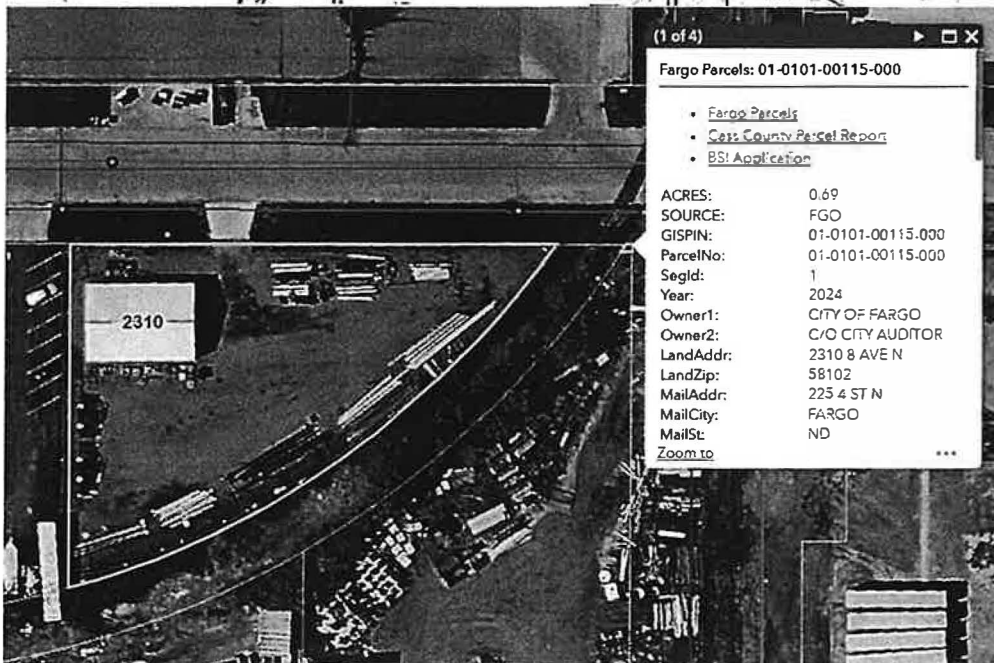 (1 of 4)
Fargo Parcels: 01-0101-00115-000
• Fargo Parcels
• Cass County Parcel Report
• BSI Application
ACRES: 0.69
SOURCE: FGO
GISPIN: 01-0101-00115-000
ParcelNo: 01-0101-00115-000
SegId: 1
Year: 2024
Owner1: CITY OF FARGO
Owner2: C/O CITY AUDITOR
LandAddr: 2310 8 AVE N
LandZip: 58102
MailAddr: 225 4 ST N
MailCity: FARGO
MailSt: ND
Zoom to
2310